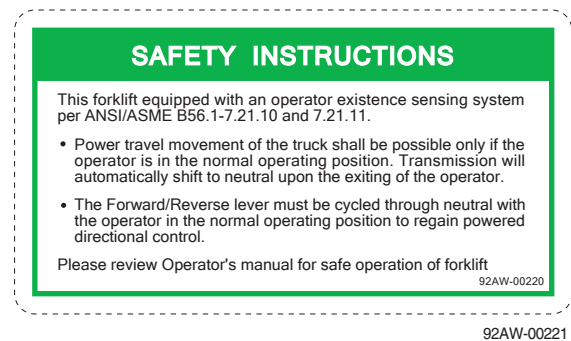 SAFETY INSTRUCTIONS
This forklift equipped with an operator existence sensing system
per ANSI/ASME B56.1-7.21.10 and 7.21.11.
• Power travel movement of the truck shall be possible only if the
operator is in the normal operating position. Transmission will
automatically shift to neutral upon the exiting of the operator.
• The Forward/Reverse lever must be cycled through neutral with
the operator in the normal operating position to regain powered
directional control.
Please review Operator's manual for safe operation of forklift
92AW-00220
92AW-00221